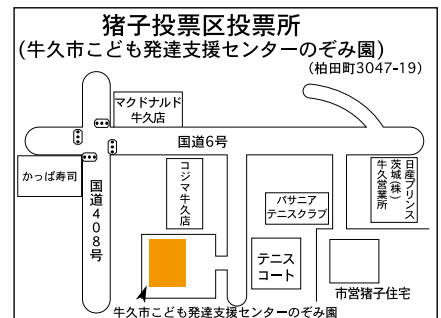 猪子投票区投票所
(牛久市こども発達支援センターのぞみ園)
(柏田町3047-19)
マクドナルド
牛久店
国道6号
かっぱ寿司
国道408号
コジマ牛久店
パサニア
テニスクラブ
日産プリンス
茨城(株)
牛久営業所
テニス
コート
市営猪子住宅
牛久市こども発達支援センターのぞみ園